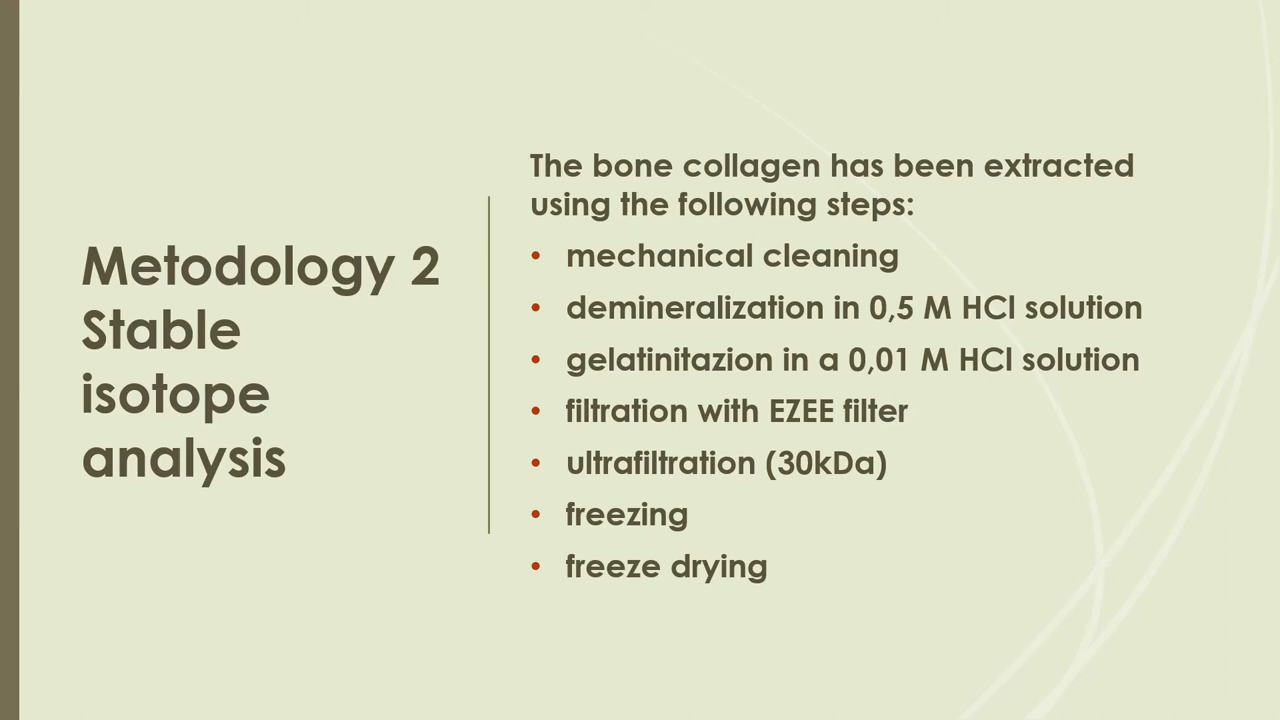 Metodology 2
Stable
isotope
analysis
The bone collagen has been extracted
using the following steps:
• mechanical cleaning
• demineralization in 0,5 M HCl solution
• gelatinitazion in a 0,01 M HCl solution
• filtration with EZEE filter
• ultrafiltration (30kDa)
• freezing
• freeze drying